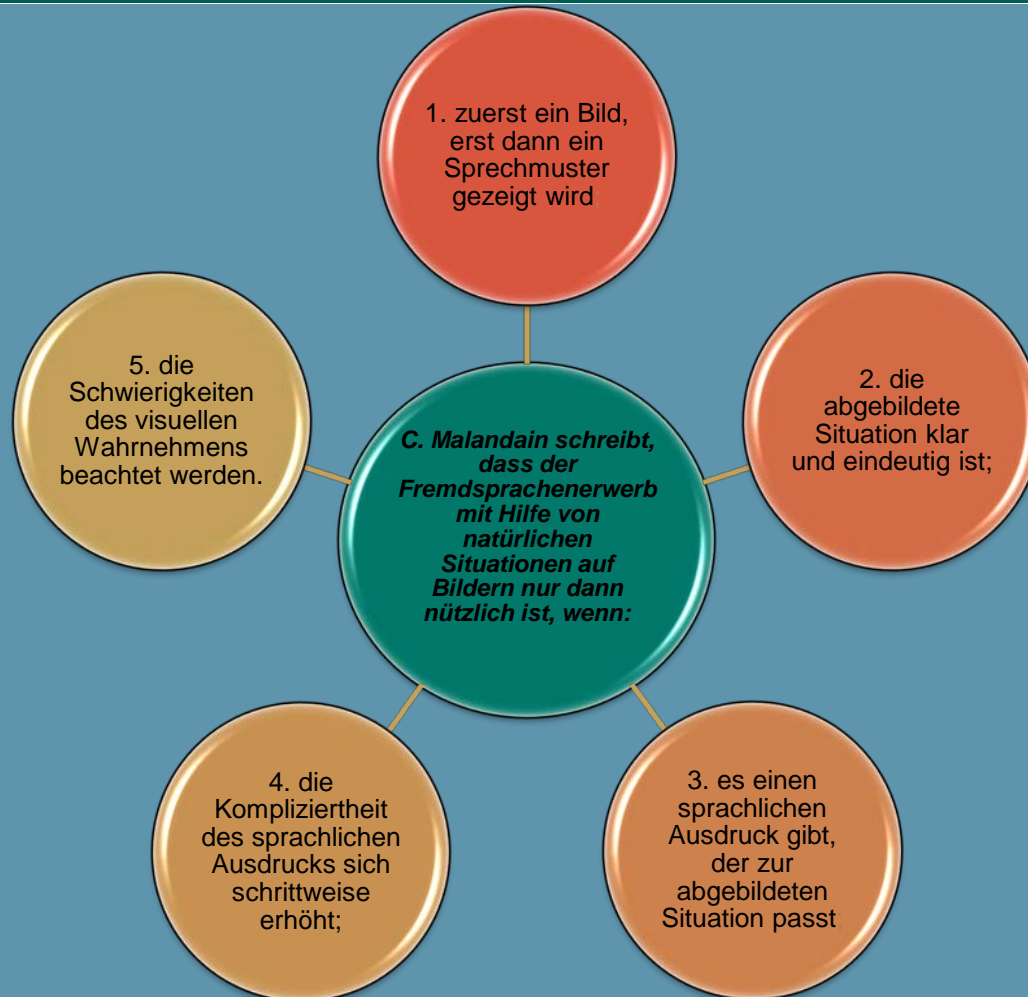 C. Malandain schreibt,
dass der
Fremdsprachenerwerb
mit Hilfe von
natürlichen
Situationen auf
Bildern nur dann
nützlich ist, wenn:
1. zuerst ein Bild,
erst dann ein
Sprechmuster
gezeigt wird
2. die
abgebildete
Situation klar
und eindeutig ist;
3. es einen
sprachlichen
Ausdruck gibt,
der zur
abgebildeten
Situation passt
4. die
Kompliziertheit
des sprachlichen
Ausdrucks sich
schrittweise
erhöht;
5. die
Schwierigkeiten
des visuellen
Wahrnehmens
beachtet werden.